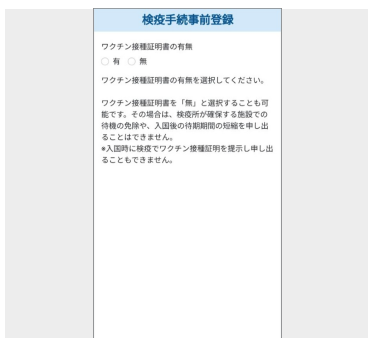 検疫手続事前登録
ワクチン接種証明書の有無
有 無
ワクチン接種証明書の有無を選択してください。
ワクチン接種証明書を「無」と選択することも可
能です。その場合は、検疫所が確保する施設での
待機の免除や、入国後の待期期間の短縮を申し出
ることはできません。
*入国時に検疫でワクチン接種証明を提示し申し出
ることもできません。